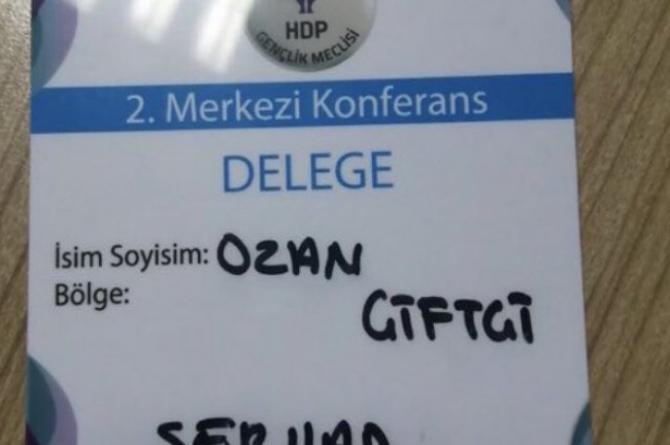 HDP
GENÇLİK MECLİSİ
2. Merkezi Konferans
DELEGE
İsim Soyisim: OZAN
Bölge:
ÇİFTÇİ